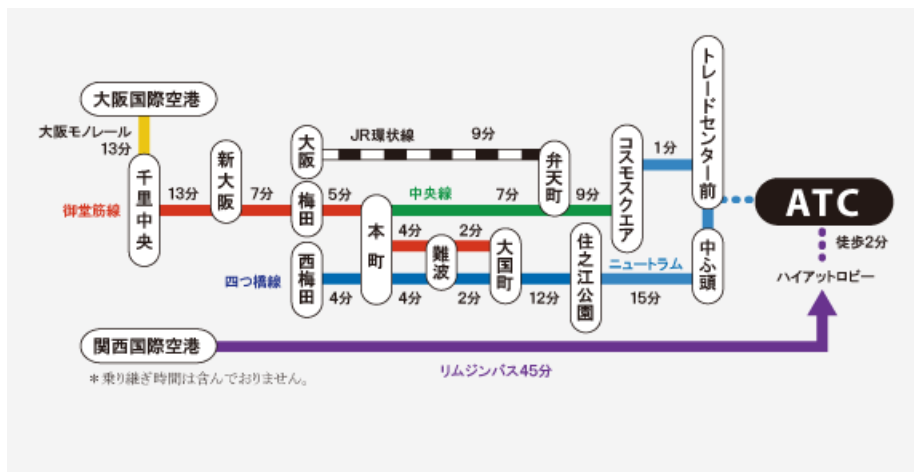 大阪国際空港
大阪モノレール
13分
千里中央
御堂筋線
13分
新大阪
7分
大阪
JR環状線
9分
弁天町
梅田
5分
本町
中央線
7分
9分
コスモスクエア
1分
トレードセンター前
ATC
徒歩2分
ハイアットロビー
4分
難波
2分
大国町
四つ橋線
西梅田
4分
4分
2分
12分
住之江公園
ニュートラム
15分
中ふ頭
関西国際空港
リムジンバス45分
＊乗り継ぎ時間は含んでおりません。